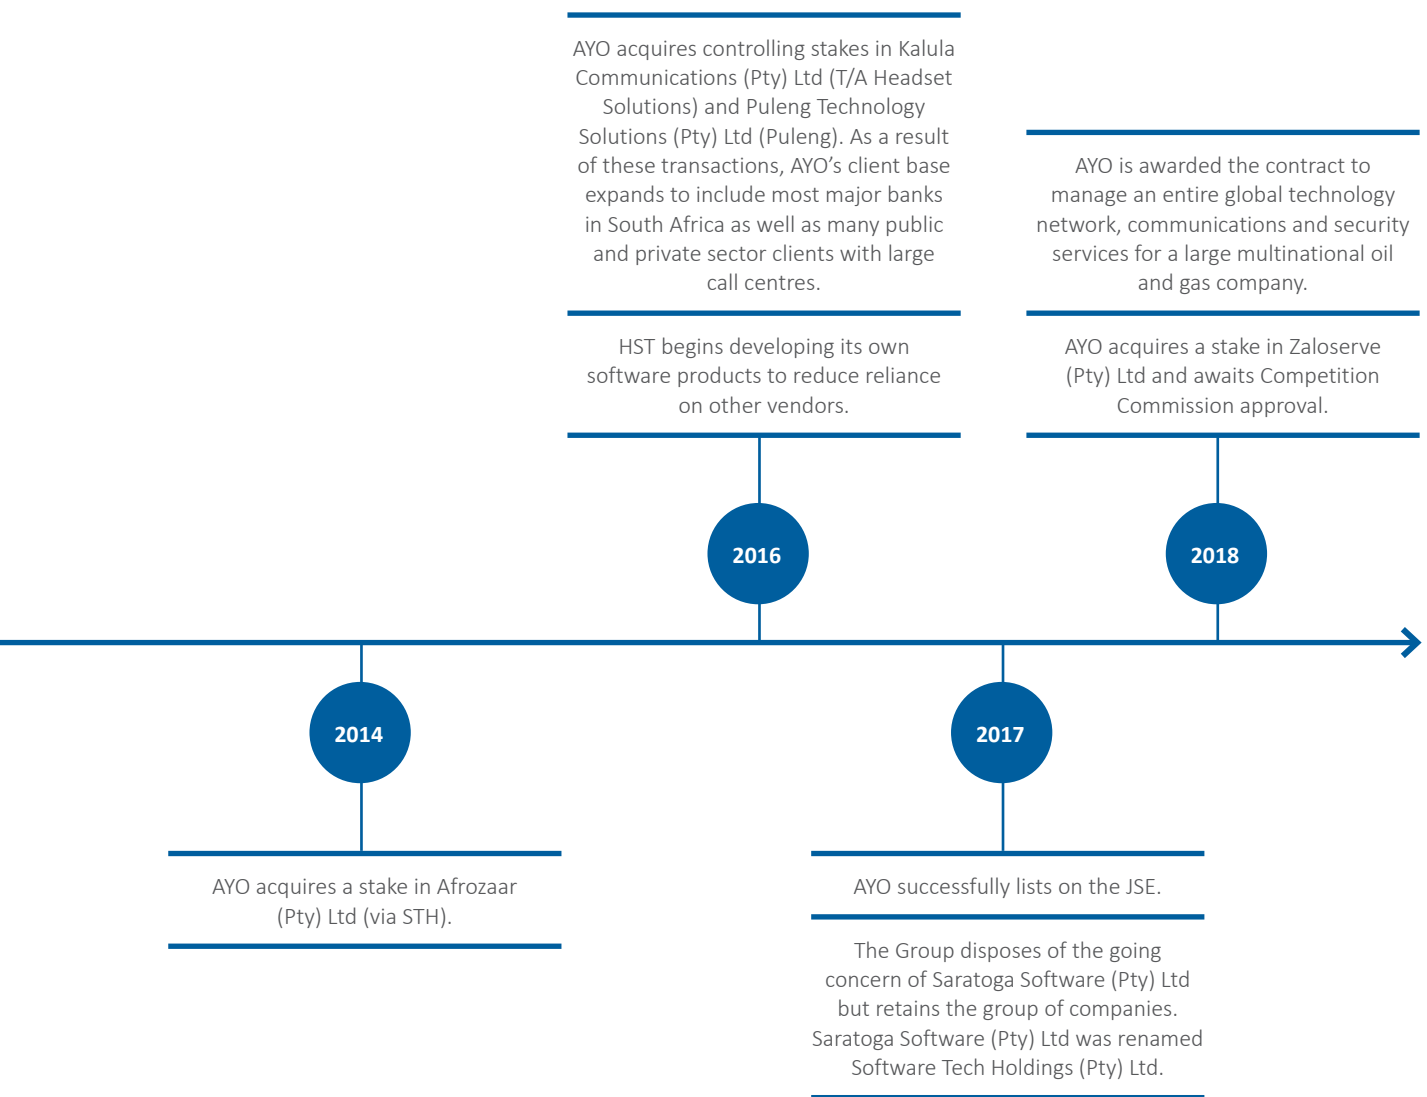 AYO acquires controlling stakes in Kalula
Communications (Pty) Ltd (T/A Headset
Solutions) and Puleng Technology
Solutions (Pty) Ltd (Puleng). As a result
of these transactions, AYO’s client base
expands to include most major banks
in South Africa as well as many public
and private sector clients with large
call centres.
HST begins developing its own
software products to reduce reliance
on other vendors.
2016
AYO is awarded the contract to
manage an entire global technology
network, communications and security
services for a large multinational oil
and gas company.
AYO acquires a stake in Zaloserve
(Pty) Ltd and awaits Competition
Commission approval.
2018
2014
AYO acquires a stake in Afrozaar
(Pty) Ltd (via STH).
2017
AYO successfully lists on the JSE.
The Group disposes of the going
concern of Saratoga Software (Pty) Ltd
but retains the group of companies.
Saratoga Software (Pty) Ltd was renamed
Software Tech Holdings (Pty) Ltd.